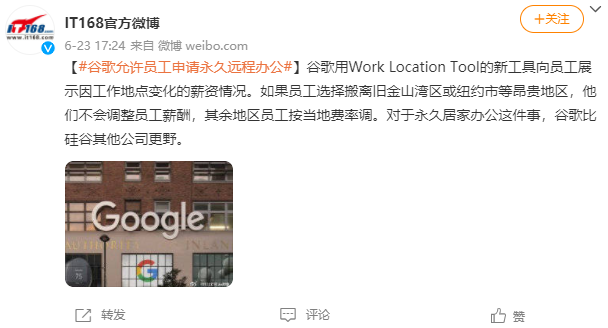 IT168.com
www.it168.com
IT168官方微博
+关注
6-23 17:24 来自 微博 weibo.com
【#谷歌允许员工申请永久远程办公#】谷歌用Work Location Tool的新工具向员工展
示因工作地点变化的薪资情况。如果员工选择搬离旧金山湾区或纽约市等昂贵地区，他
们不会调整员工薪酬，其余地区员工按当地费率调。对于永久居家办公这件事，谷歌比
硅谷其他公司更野。
Google
G
转发
评论
赞